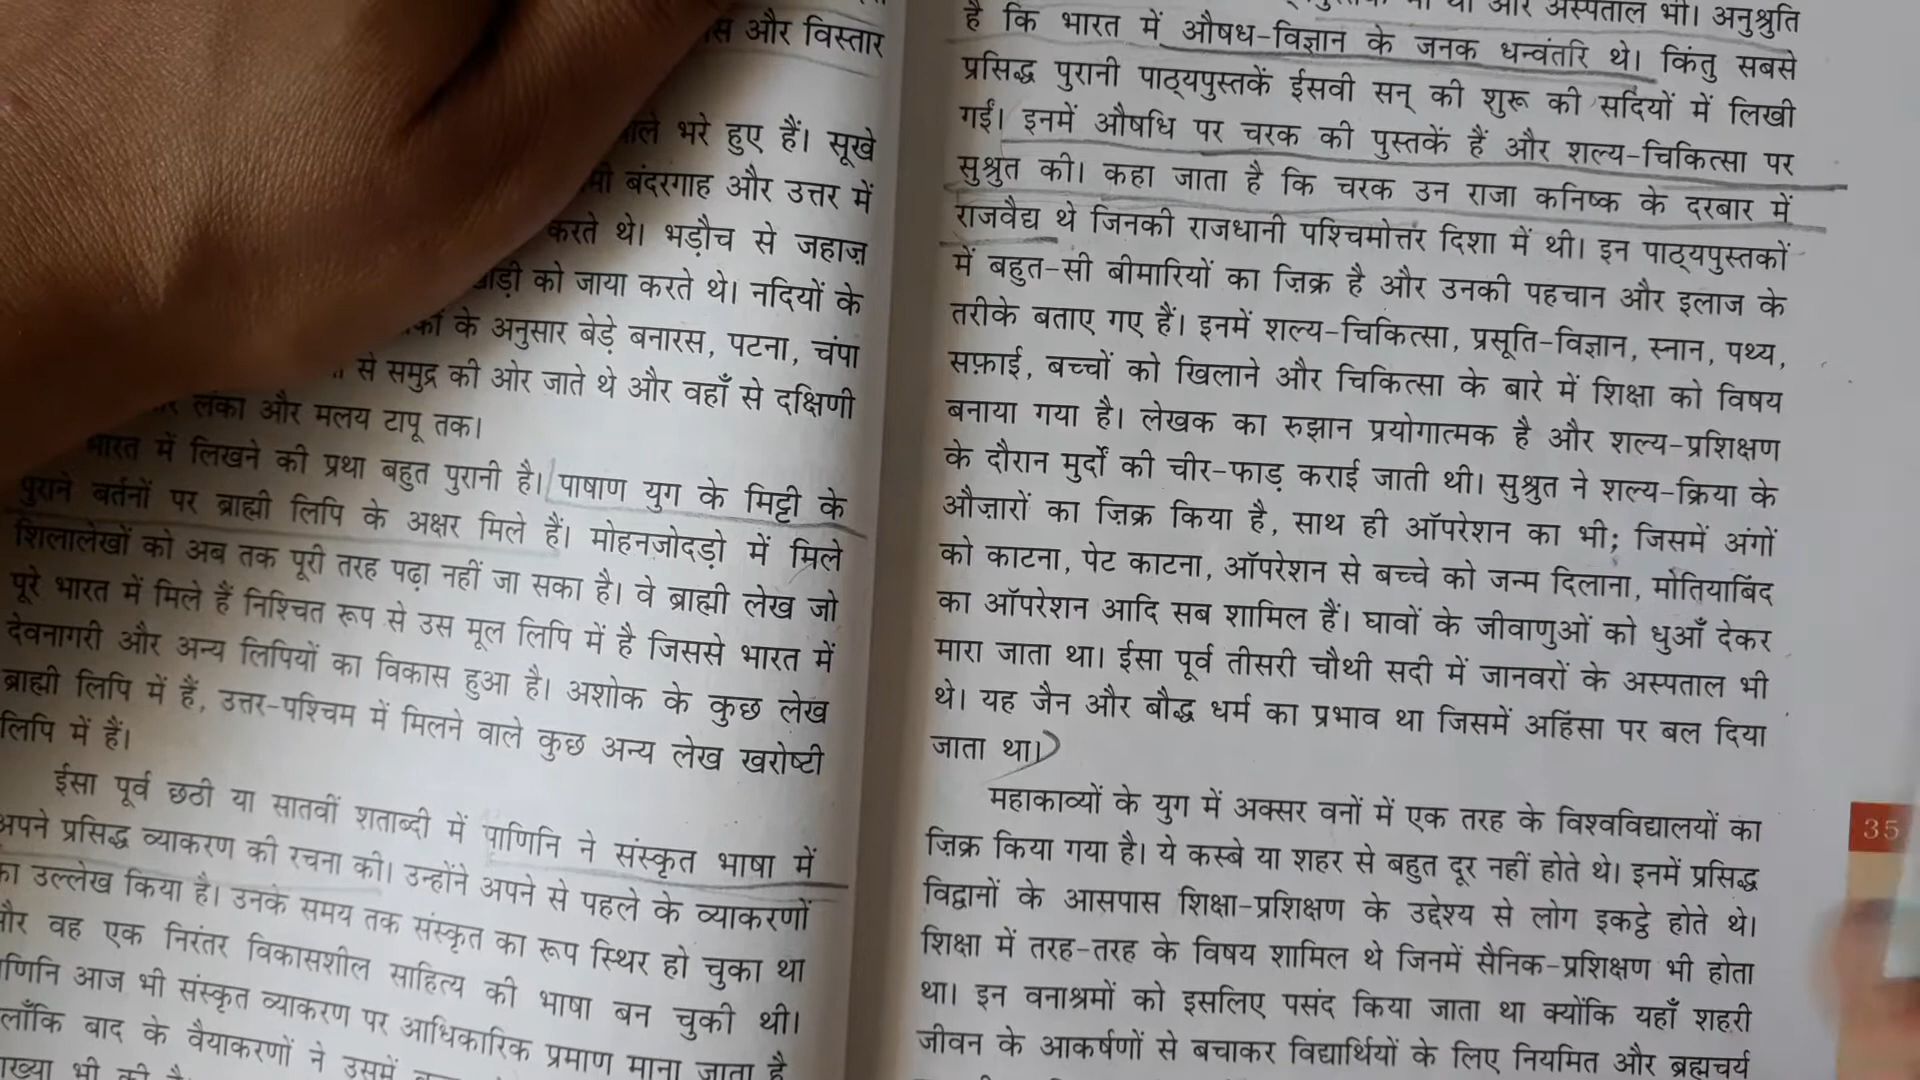 और विस्तार
भरे हुए हैं। सूखे
बंदरगाह और उत्तर में
करते थे। भड़ौच से जहाज़
को जाया करते थे। नदियों के
के अनुसार बेड़े बनारस, पटना, चंपा
से समुद्र की ओर जाते थे और वहाँ से दक्षिणी
लंका और मलय टापू तक।
भारत में लिखने की प्रथा बहुत पुरानी है। पाषाण युग के मिट्टी के
पुराने बर्तनों पर ब्राह्मी लिपि के अक्षर मिले हैं। मोहनजोदड़ो में मिले
शिलालेखों को अब तक पूरी तरह पढ़ा नहीं जा सका है। वे ब्राह्मी लेख जो
पूरे भारत में मिले हैं निश्चित रूप से उस मूल लिपि में है जिससे भारत में
देवनागरी और अन्य लिपियों का विकास हुआ है। अशोक के कुछ लेख
ब्राह्मी लिपि में हैं, उत्तर-पश्चिम में मिलने वाले कुछ अन्य लेख खरोष्टी
लिपि में हैं।
ईसा पूर्व छठी या सातवीं शताब्दी में पाणिनि ने संस्कृत भाषा में
अपने प्रसिद्ध व्याकरण की रचना की। उन्होंने अपने से पहले के व्याकरणों
का उल्लेख किया है। उनके समय तक संस्कृत का रूप स्थिर हो चुका था
और वह एक निरंतर विकासशील साहित्य की भाषा बन चुकी थी।
आज भी संस्कृत व्याकरण पर आधिकारिक प्रमाण माना जाता है
बाद के वैयाकरणों ने उसमें
भी की
और अस्पताल भी। अनुश्रुति
है कि भारत में औषध-विज्ञान के जनक धन्वंतरि थे। किंतु सबसे
प्रसिद्ध पुरानी पाठ्यपुस्तकें ईसवी सन् की शुरू की सदियों में लिखी
गईं। इनमें औषधि पर चरक की पुस्तकें हैं और शल्य-चिकित्सा पर
सुश्रुत की। कहा जाता है कि चरक उन राजा कनिष्क के दरबार में
राजवैद्य थे जिनकी राजधानी पश्चिमोत्तर दिशा में थी। इन पाठ्यपुस्तकों
में बहुत-सी बीमारियों का ज़िक्र है और उनकी पहचान और इलाज के
तरीके बताए गए हैं। इनमें शल्य-चिकित्सा, प्रसूति-विज्ञान, स्नान, पथ्य,
सफ़ाई, बच्चों को खिलाने और चिकित्सा के बारे में शिक्षा को विषय
बनाया गया है। लेखक का रुझान प्रयोगात्मक है और शल्य-प्रशिक्षण
के दौरान मुर्दों की चीर-फाड़ कराई जाती थी। सुश्रुत ने शल्य-क्रिया के
औज़ारों का ज़िक्र किया है, साथ ही ऑपरेशन का भी; जिसमें अंगों
को काटना, पेट काटना, ऑपरेशन से बच्चे को जन्म दिलाना, मोतियाबिंद
का ऑपरेशन आदि सब शामिल हैं। घावों के जीवाणुओं को धुआँ देकर
मारा जाता था। ईसा पूर्व तीसरी चौथी सदी में जानवरों के अस्पताल भी
थे। यह जैन और बौद्ध धर्म का प्रभाव था जिसमें अहिंसा पर बल दिया
जाता था।
महाकाव्यों के युग में अक्सर वनों में एक तरह के विश्वविद्यालयों का
ज़िक्र किया गया है। ये कस्बे या शहर से बहुत दूर नहीं होते थे। इनमें प्रसिद्ध
विद्वानों के आसपास शिक्षा-प्रशिक्षण के उद्देश्य से लोग इकट्ठे होते थे।
शिक्षा में तरह-तरह के विषय शामिल थे जिनमें सैनिक-प्रशिक्षण भी होता
था। इन वनाश्रमों को इसलिए पसंद किया जाता था क्योंकि यहाँ शहरी
जीवन के आकर्षणों से बचाकर विद्यार्थियों के लिए नियमित और ब्रह्मचर्य
35